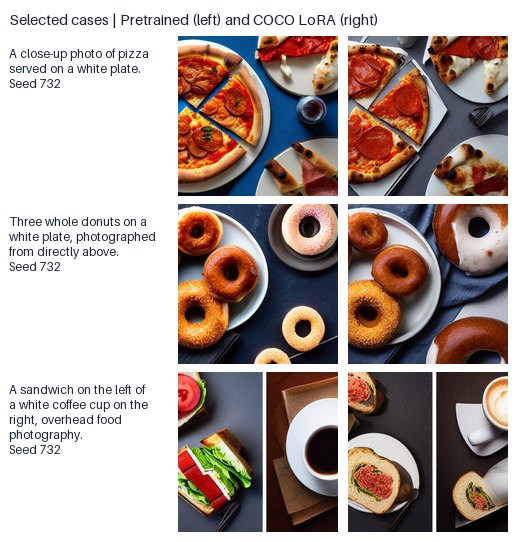 Selected cases | Pretrained (left) and COCO LoRA (right)
A close-up photo of pizza
served on a white plate.
Seed 732
Three whole donuts on a
white plate, photographed
from directly above.
Seed 732
A sandwich on the left of
a white coffee cup on the
right, overhead food
photography.
Seed 732